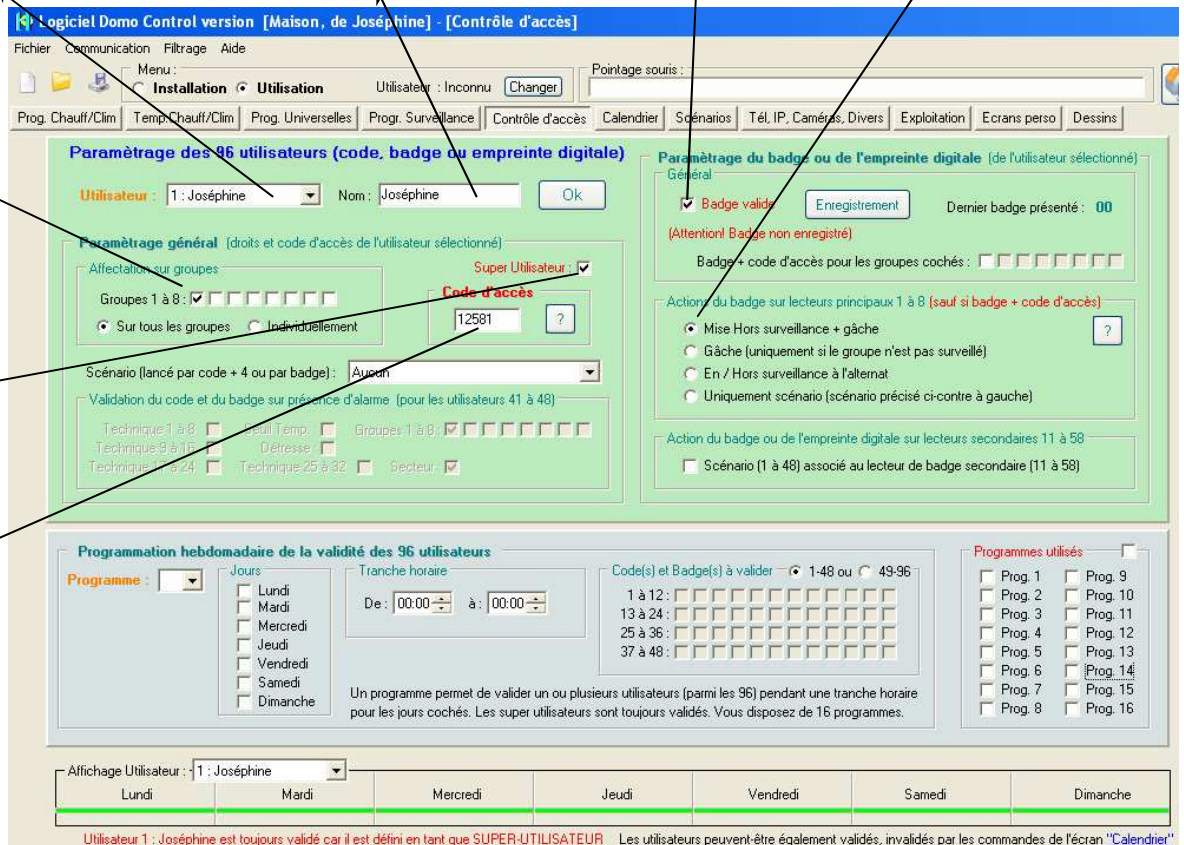 Logiciel Domo Control version [Maison, de Joséphine] - [Contrôle d'accès]
Fichier Communication Filtrage Aide
Menu :
Installation Utilisation
Utilisateur : Inconnu Changer
Pointage souris :
Prog. Chauff/Clim Temp.Chauff/Clim Prog. Universelles Progr. Surveillance Contrôle d'accès Calendrier Scénarios Tél, IP, Caméras, Divers Exploitation Ecrans perso Dessins
Paramètrage des 96 utilisateurs (code, badge ou empreinte digitale)
Utilisateur : 1 : Joséphine Nom : Joséphine Ok
Paramètrage général (droits et code d'accès de l'utilisateur sélectionné)
Affectation sur groupes
Groupes 1 à 8 :
Sur tous les groupes Individuellement
Super Utilisateur :
Code d'accès
12581 ?
Scénario (lancé par code + 4 ou par badge) : Aucun
Validation du code et du badge sur présence d'alarme (pour les utilisateurs 41 à 48)
Technique 1 à 8 Seuil Temp. Groupes 1 à 8 :
Technique 9 à 16 Détresse
Technique 17 à 24 Technique 25 à 32 Secteur
Paramètrage du badge ou de l'empreinte digitale (de l'utilisateur sélectionné)
Général
Badge valide Enregistrement Dernier badge présenté : 00
(Attention! Badge non enregistré)
Badge + code d'accès pour les groupes cochés :
Actions du badge sur lecteurs principaux 1 à 8 (sauf si badge + code d'accès)
Mise Hors surveillance + gâche ?
Gâche (uniquement si le groupe n'est pas surveillé)
En / Hors surveillance à l'alternat
Uniquement scénario (scénario précisé ci-contre à gauche)
Action du badge ou de l'empreinte digitale sur lecteurs secondaires 11 à 58
Scénario (1 à 48) associé au lecteur de badge secondaire (11 à 58)
Programmation hebdomadaire de la validité des 96 utilisateurs
Programme :
Jours
Lundi
Mardi
Mercredi
Jeudi
Vendredi
Samedi
Dimanche
Tranche horaire
De : 00:00 à : 00:00
Code(s) et Badge(s) à valider 1-48 ou 49-96
1 à 12 :
13 à 24 :
25 à 36 :
37 à 48 :
Un programme permet de valider un ou plusieurs utilisateurs (parmi les 96) pendant une tranche horaire
pour les jours cochés. Les super utilisateurs sont toujours validés. Vous disposez de 16 programmes.
Programmes utilisés
Prog. 1 Prog. 9
Prog. 2 Prog. 10
Prog. 3 Prog. 11
Prog. 4 Prog. 12
Prog. 5 Prog. 13
Prog. 6 Prog. 14
Prog. 7 Prog. 15
Prog. 8 Prog. 16
Affichage Utilisateur : 1 : Joséphine
Lundi Mardi Mercredi Jeudi Vendredi Samedi Dimanche
Utilisateur 1 : Joséphine est toujours validé car il est défini en tant que SUPER-UTILISATEUR Les utilisateurs peuvent-être également validés, invalidés par les commandes de l'écran "Calendrier"